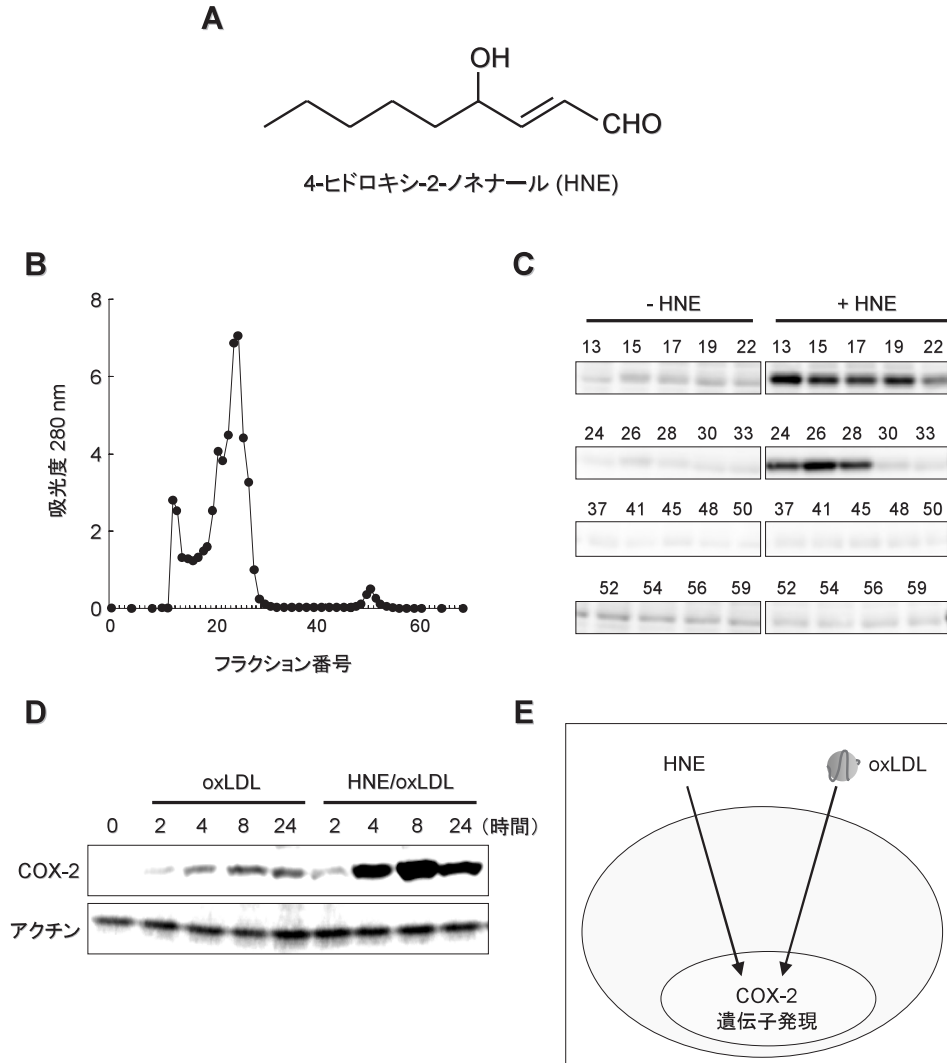 A
OH
CHO
4-ヒドロキシ-2-ノネナール (HNE)
B
8
6
4
2
0
吸光度 280 nm
0 20 40 60
フラクション番号
C
- HNE + HNE
13 15 17 19 22 13 15 17 19 22
24 26 28 30 33 24 26 28 30 33
37 41 45 48 50 37 41 45 48 50
52 54 56 59 52 54 56 59
D
oxLDL HNE/oxLDL
0 2 4 8 24 2 4 8 24 (時間)
COX-2
アクチン
E
HNE oxLDL
COX-2
遺伝子発現